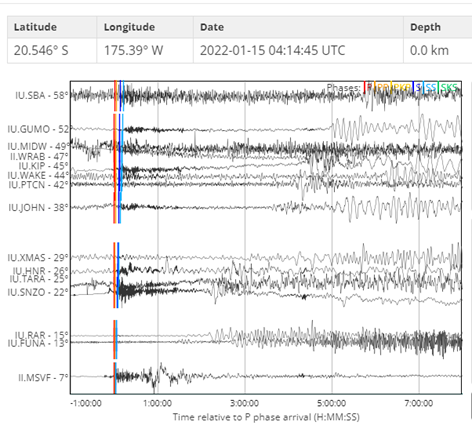 Latitude Longitude Date Depth
20.546° S 175.39° W 2022-01-15 04:14:45 UTC 0.0 km
Phases: P PP PKP S SS SKS
IU.SBA - 58°
IU.GUMO - 52
IU.MIDW - 49°
II.WRAB - 47°
IU.KIP - 45°
IU.WAKE - 44°
IU.PTCN - 42°
IU.JOHN - 38°
IU.XMAS - 29°
IU.HNR - 26°
IU.TARA - 25°
IU.SNZO - 22°
IU.RAR - 15°
IU.FUNA - 13°
II.MSVF - 7°
-1:00:00 1:00:00 3:00:00 5:00:00 7:00:00
Time relative to P phase arrival (H:MM:SS)